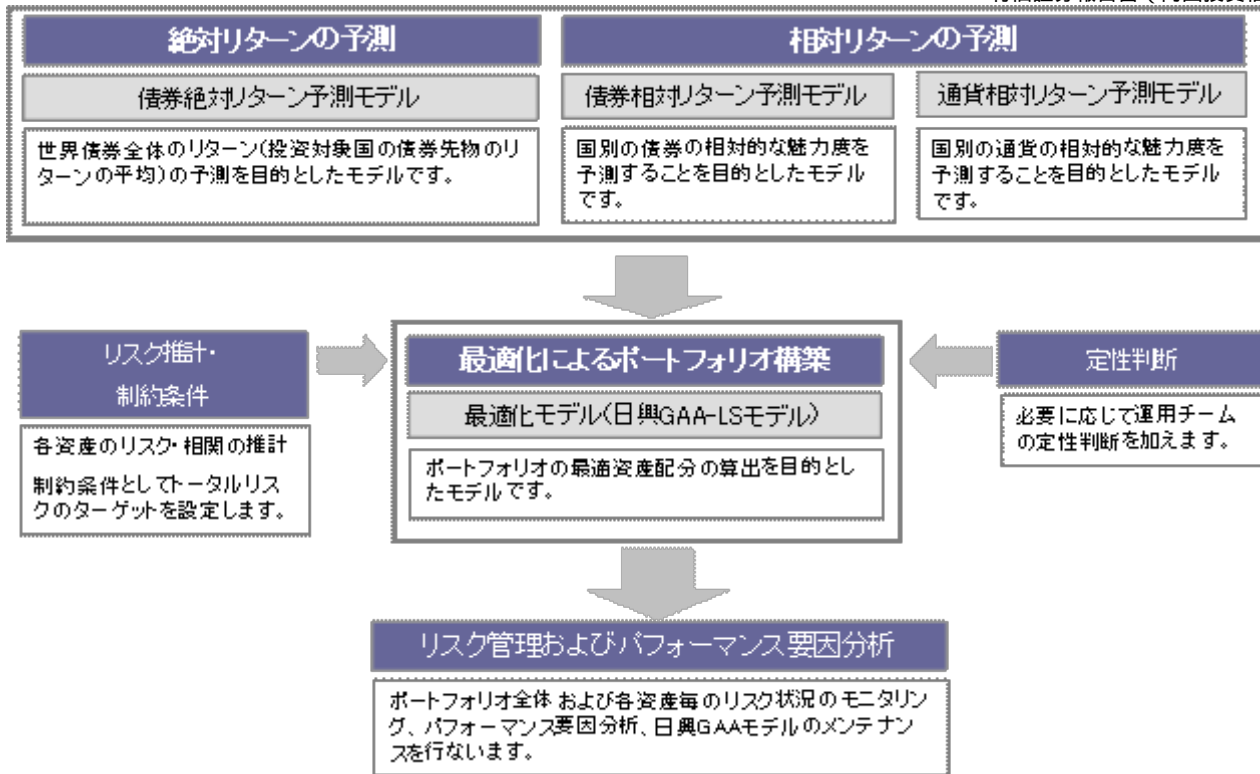 絶対リターンの予測
相対リターンの予測
債券絶対リターン予測モデル
債券相対リターン予測モデル
通貨相対リターン予測モデル
世界債券全体のリターン(投資対象国の債券先物のリ
ターンの平均)の予測を目的としたモデルです。
国別の債券の相対的な魅力度を
予測することを目的としたモデル
です。
国別の通貨の相対的な魅力度を
予測することを目的としたモデル
です。
リスク推計・
制約条件
各資産のリスク・相関の推計
制約条件としてトータルリス
クのターゲットを設定します。
最適化によるポートフォリオ構築
最適化モデル(日興GAA-LSモデル)
ポートフォリオの最適資産配分の算出を目的とし
たモデルです。
定性判断
必要に応じて運用チーム
の定性判断を加えます。
リスク管理およびパフォーマンス要因分析
ポートフォリオ全体および各資産毎のリスク状況のモニタリン
グ、パフォーマンス要因分析、日興GAAモデルのメンテナン
スを行ないます。